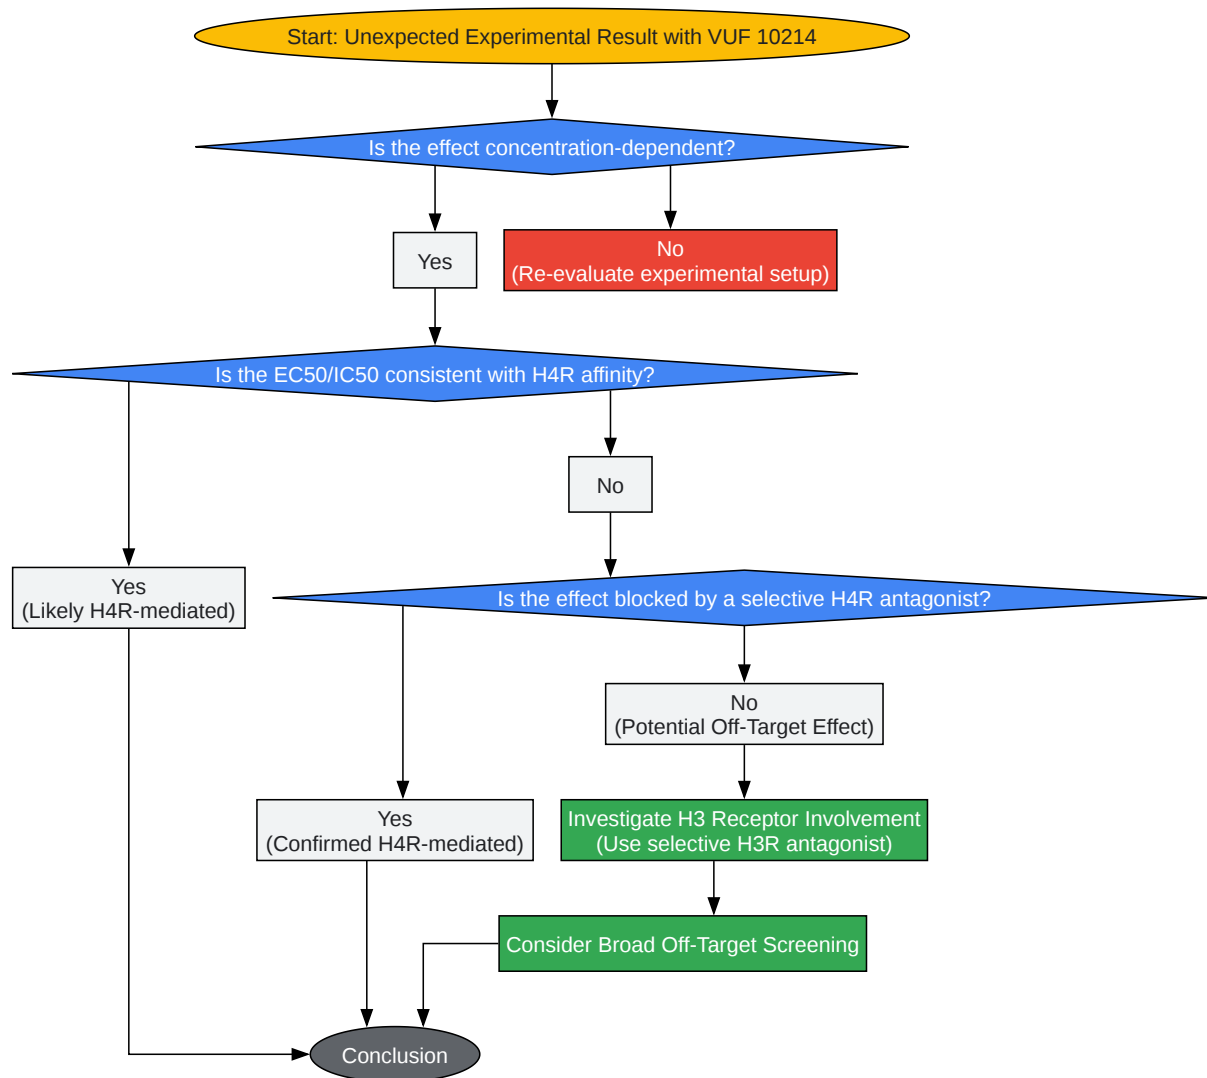 Start: Unexpected Experimental Result with VUF 10214
Is the effect concentration-dependent?
Yes
No
(Re-evaluate experimental setup)
Is the EC50/IC50 consistent with H4R affinity?
No
Yes
(Likely H4R-mediated)
Is the effect blocked by a selective H4R antagonist?
No
(Potential Off-Target Effect)
Yes
(Confirmed H4R-mediated)
Investigate H3 Receptor Involvement
(Use selective H3R antagonist)
Consider Broad Off-Target Screening
Conclusion